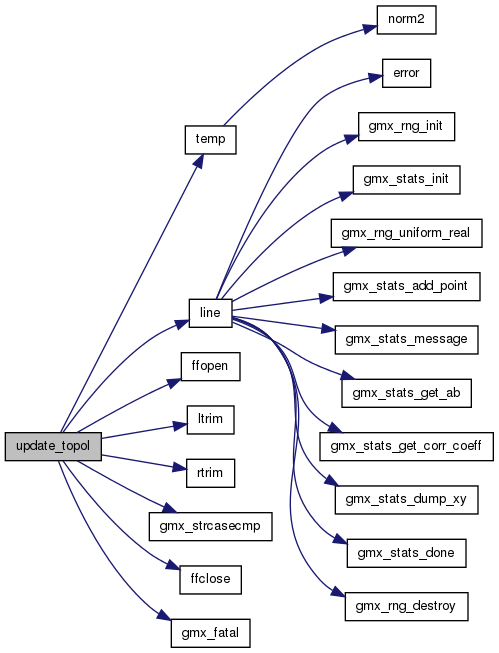 norm2
error
temp
gmx_rng_init
gmx_stats_init
gmx_rng_uniform_real
gmx_stats_add_point
line
gmx_stats_message
ffopen
gmx_stats_get_ab
ltrim
update_topol
gmx_stats_get_corr_coeff
rtrim
gmx_stats_dump_xy
gmx_strcasecmp
gmx_stats_done
ffclose
gmx_rng_destroy
gmx_fatal